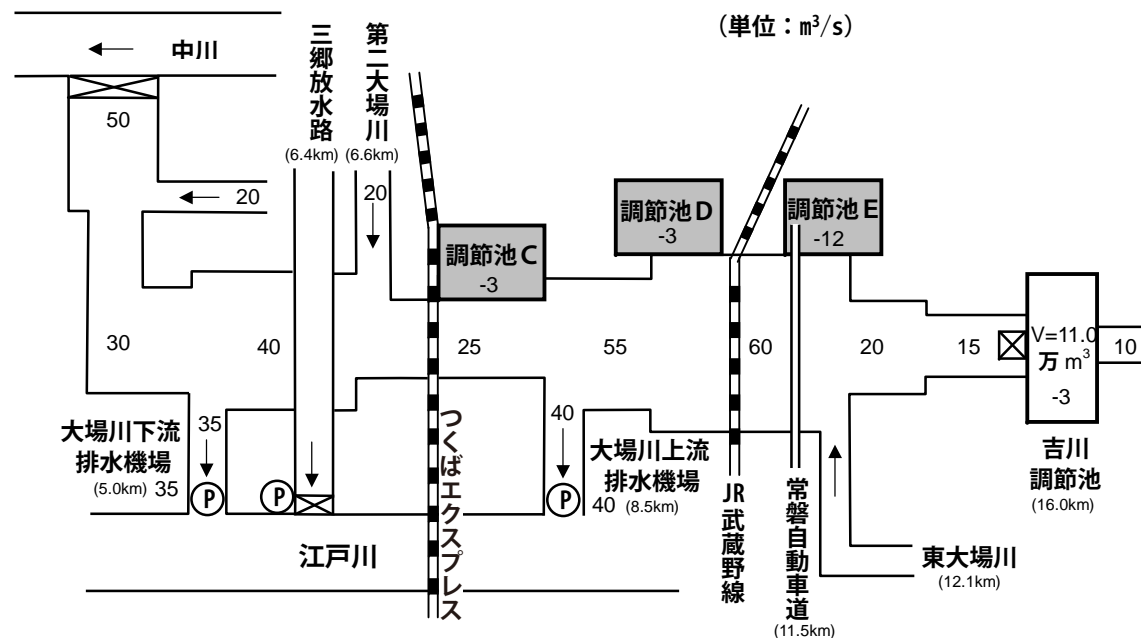 (単位：m³/s)
中川
50
20
三郷放水路
(6.4km)
第二大場川
(6.6km)
20
調節池C
-3
調節池D
-3
調節池E
-12
30
40
25
55
60
20
15
V=11.0
万 m³
-3
10
吉川
調節池
(16.0km)
大場川下流
排水機場
(5.0km)
35
35
P
P
40
P
40
大場川上流
排水機場
(8.5km)
つくばエクスプレス
JR武蔵野線
常磐自動車道
(11.5km)
東大場川
(12.1km)
江戸川